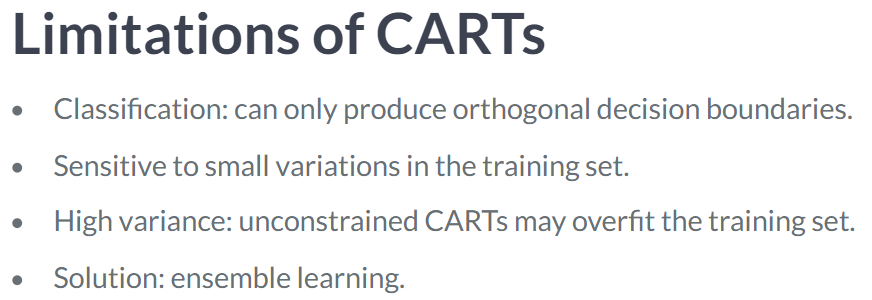 Limitations of CARTs
• Classification: can only produce orthogonal decision boundaries.
• Sensitive to small variations in the training set.
• High variance: unconstrained CARTs may overfit the training set.
• Solution: ensemble learning.